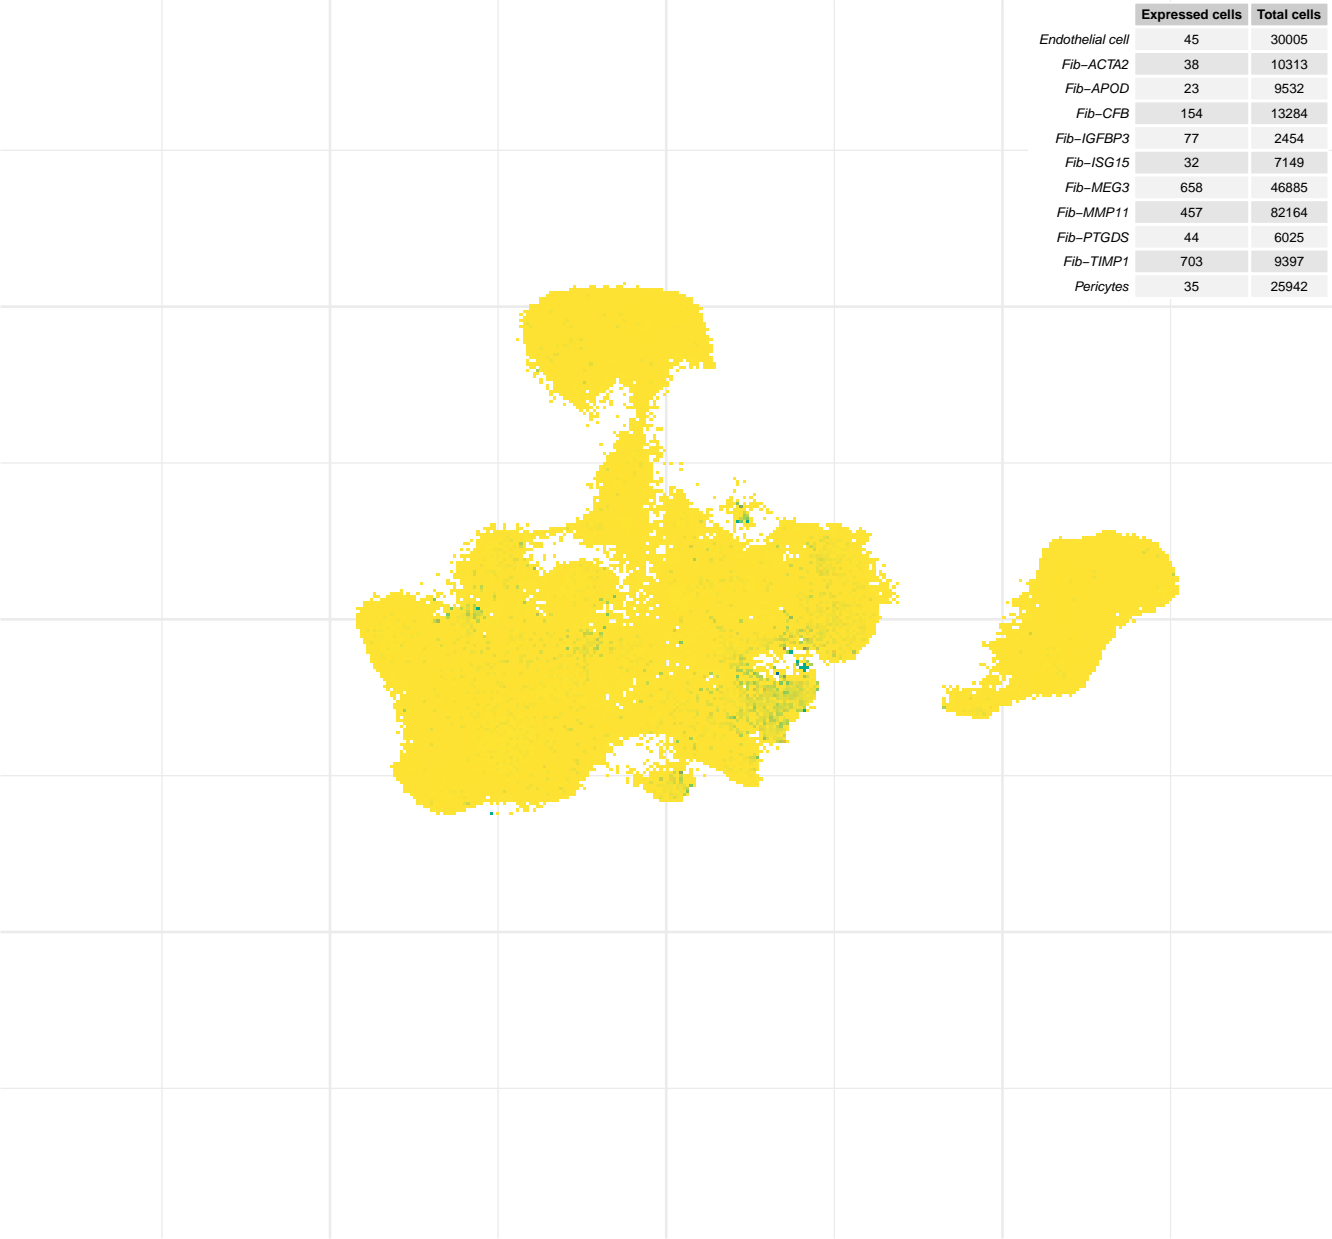 Expressed cells Total cells
Endothelial cell 45 30005
Fib−ACTA2 38 10313
Fib−APOD 23 9532
Fib−CFB 154 13284
Fib−IGFBP3 77 2454
Fib−ISG15 32 7149
Fib−MEG3 658 46885
Fib−MMP11 457 82164
Fib−PTGDS 44 6025
Fib−TIMP1 703 9397
Pericytes 35 25942